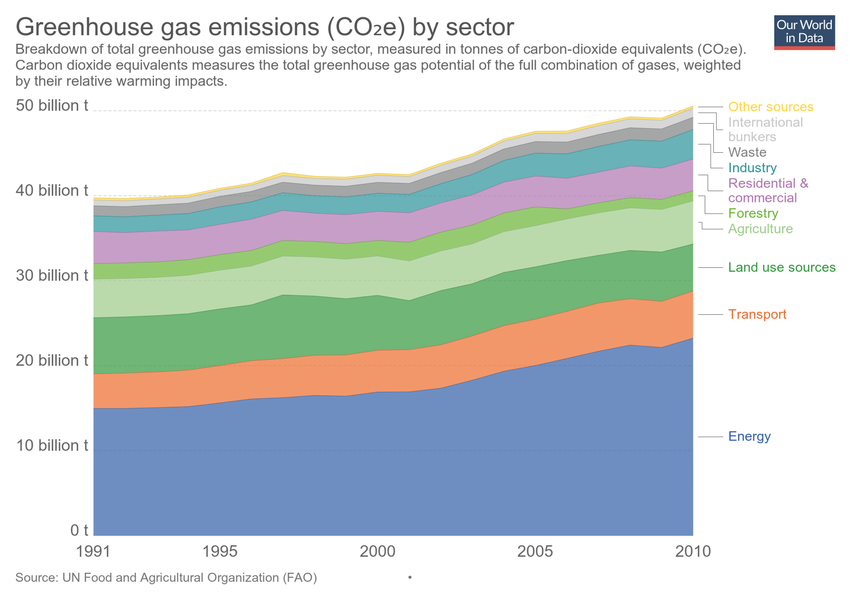 Greenhouse gas emissions (CO₂e) by sector
Our World
in Data
Breakdown of total greenhouse gas emissions by sector, measured in tonnes of carbon-dioxide equivalents (CO₂e).
Carbon dioxide equivalents measures the total greenhouse gas potential of the full combination of gases, weighted
by their relative warming impacts.
50 billion t
40 billion t
30 billion t
20 billion t
10 billion t
0 t
Other sources
International
bunkers
Waste
Industry
Residential &
commercial
Forestry
Agriculture
Land use sources
Transport
Energy
1991
1995
2000
2005
2010
Source: UN Food and Agricultural Organization (FAO)
•